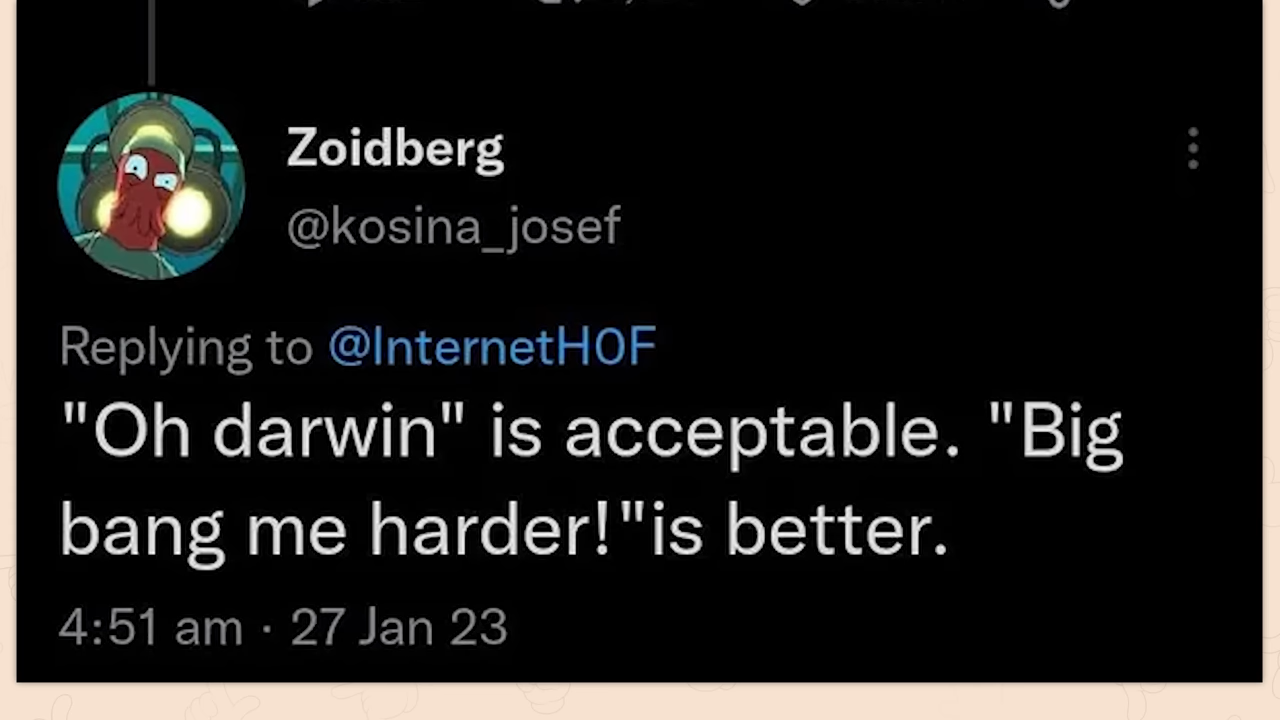 Zoidberg
@kosina_josef
Replying to @InternetH0F
"Oh darwin" is acceptable. "Big
bang me harder!"is better.
4:51 am · 27 Jan 23